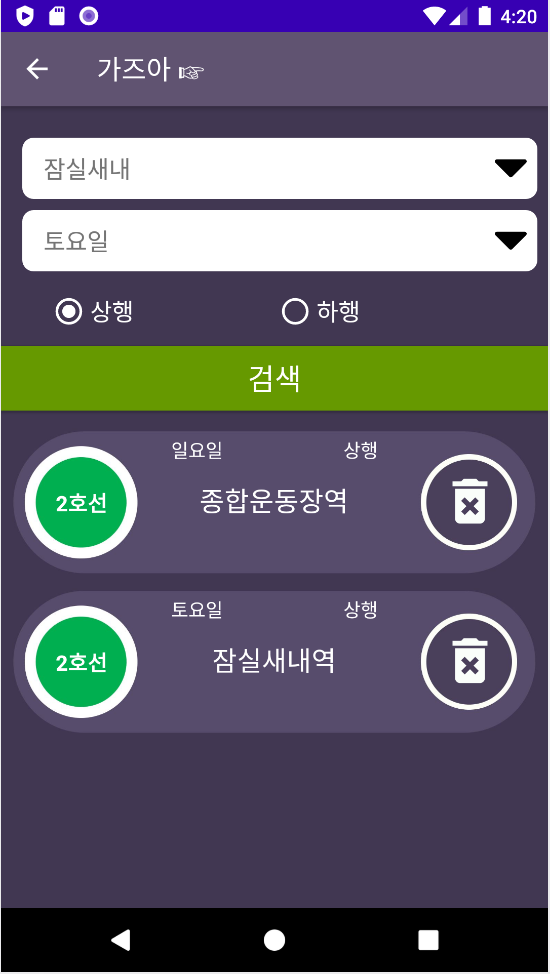 4:20
가즈아 ☞
잠실새내
토요일
상행 하행
검색
일요일 상행
2호선 종합운동장역
토요일 상행
2호선 잠실새내역